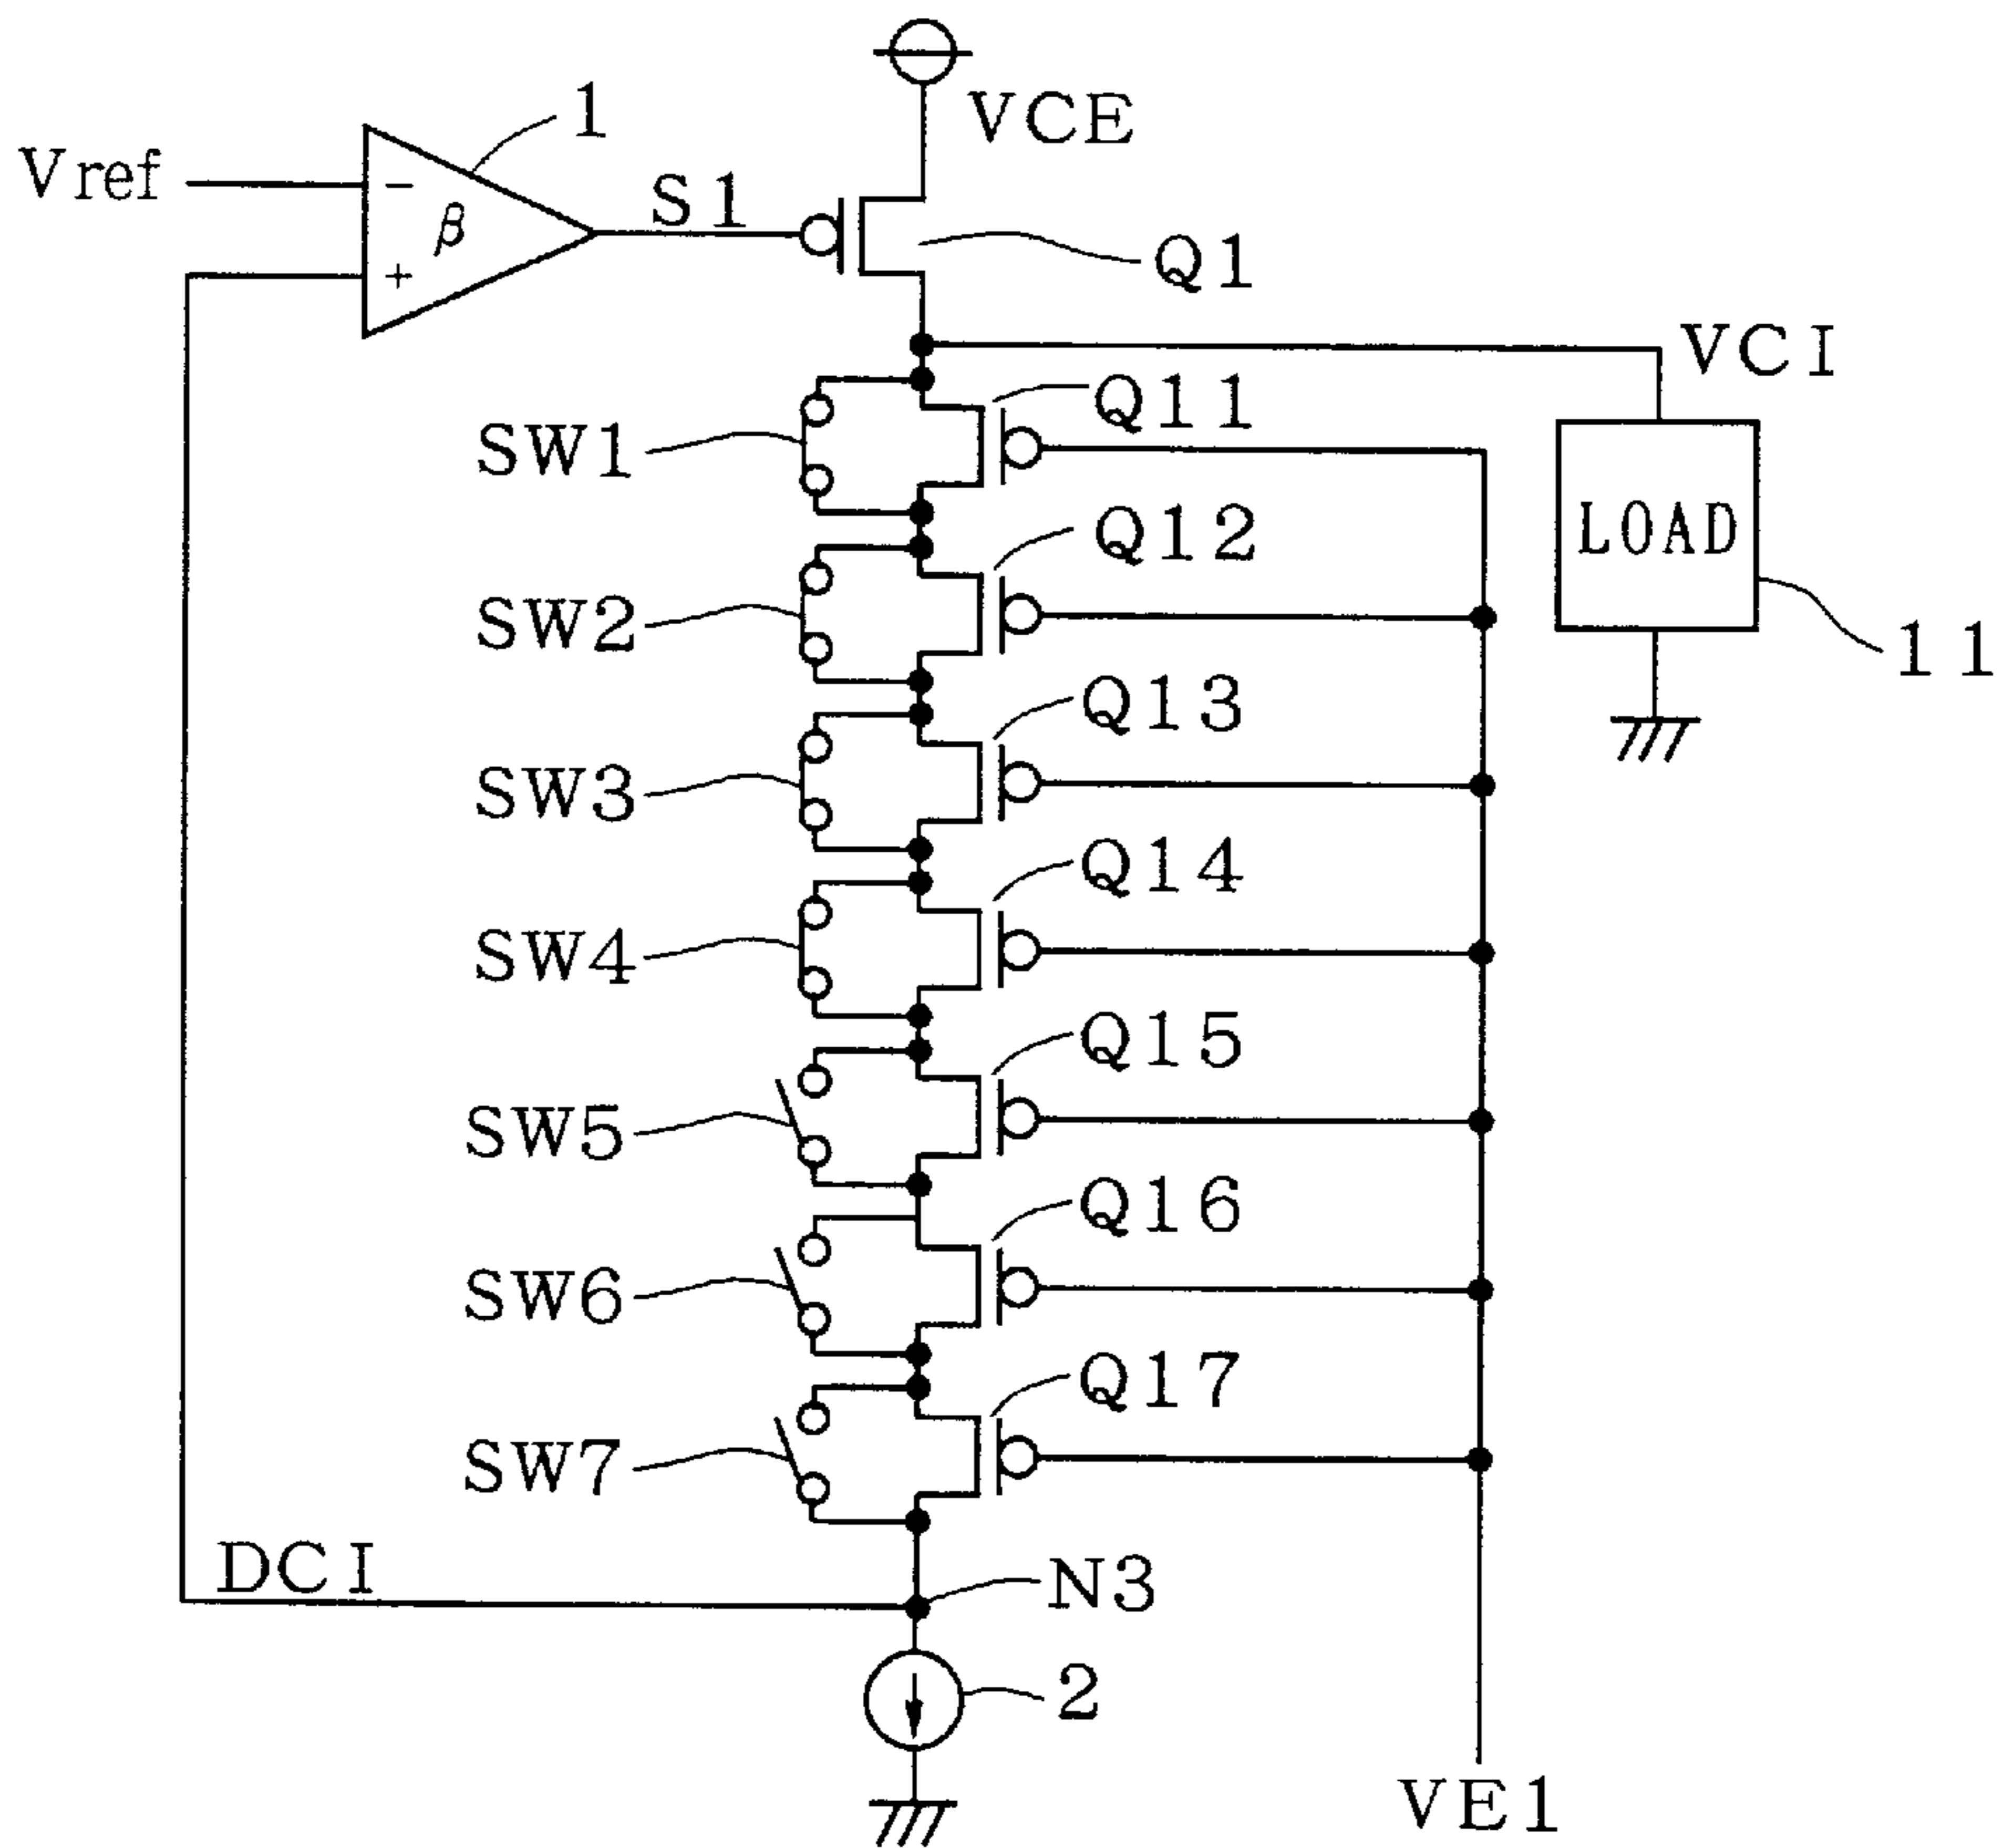 VCE
1
Vref
−
β
+
S1
Q1
VCI
SW1
Q11
LOAD
11
SW2
Q12
SW3
Q13
SW4
Q14
SW5
Q15
SW6
Q16
SW7
Q17
DCI
N3
2
VE1